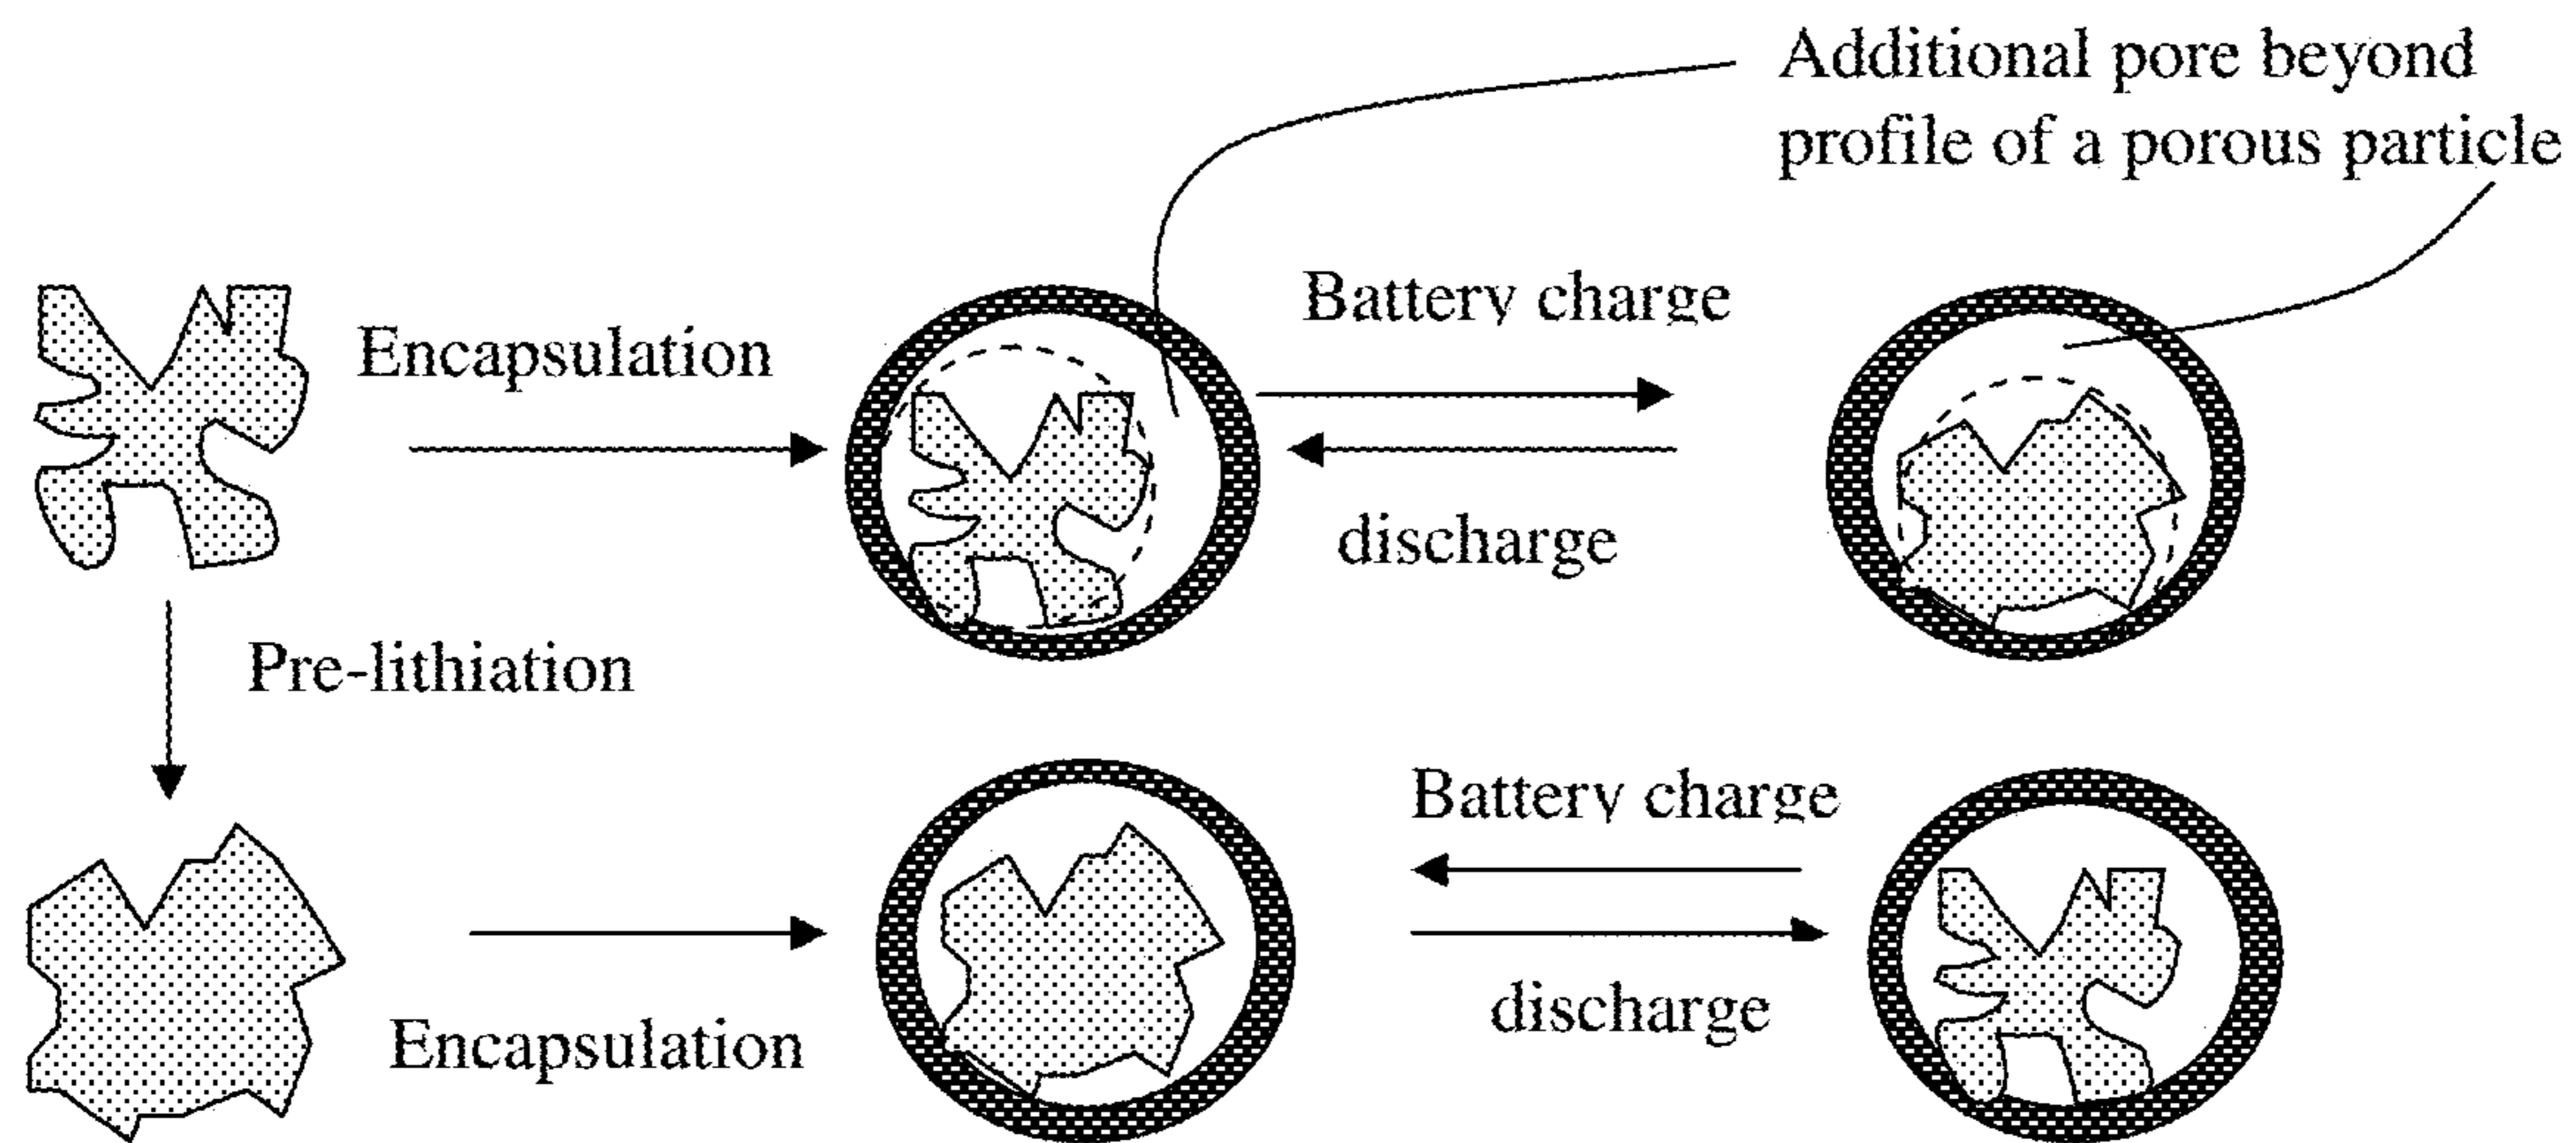 Additional pore beyond
profile of a porous particle
Encapsulation
Battery charge
discharge
Pre-lithiation
Battery charge
discharge
Encapsulation